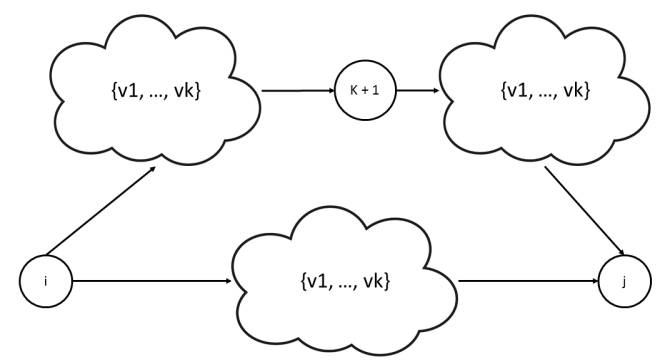 {v1, ..., vk}
K + 1
{v1, ..., vk}
i
{v1, ..., vk}
j